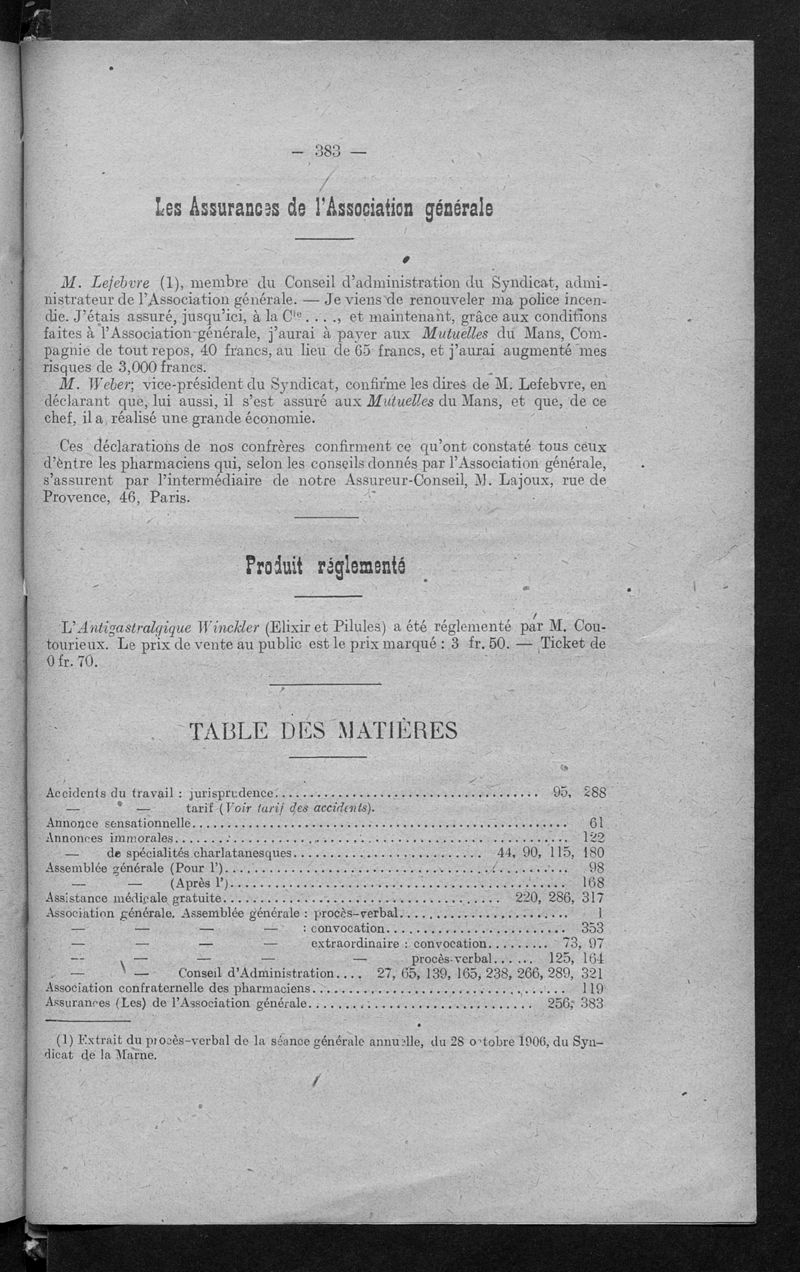 — 383 —
Les Assurances de l'Association générale
M. Lefebvre (1), membre du Conseil d'administration du Syndicat, admi-
nistrateur de l'Association générale. — Je viens de renouveler ma police incen-
die. J'étais assuré, jusqu'ici, à la Cie . . . ., et maintenant, grâce aux conditions
faites à l'Association générale, j'aurai à payer aux Mutuelles du Mans, Com-
pagnie de tout repos, 40 francs, au lieu de 65 francs, et j'aurai augmenté mes
risques de 3,000 francs.
M. Weber, vice-président du Syndicat, confirme les dires de M. Lefebvre, en
déclarant que, lui aussi, il s'est assuré aux Mutuelles du Mans, et que, de ce
chef, il a réalisé une grande économie.
Ces déclarations de nos confrères confirment ce qu'ont constaté tous ceux
d'entre les pharmaciens qui, selon les conseils donnés par l'Association générale,
s'assurent par l'intermédiaire de notre Assureur-Conseil, M. Lajoux, rue de
Provence, 46, Paris.
Produit réglementé
L'Antigastralgique Winckler (Elixir et Pilules) a été réglementé par M. Cou-
tourieux. Le prix de vente au public est le prix marqué : 3 fr. 50. — Ticket de
0 fr. 70.
TABLE DES MATIÈRES
Accidents du travail : jurisprudence........ 95, 288
— — tarif (Voir tarif des accidents).
Annonce sensationnelle........ 61
Annonces immorales........ 122
— de spécialités charlatanesques........ 44, 90, 115, 180
Assemblée générale (Pour l')........ 98
— — (Après l')........ 168
Assistance médicale gratuite........ 220, 286, 317
Association générale. Assemblée générale : procès-verbal........ 1
— — — — : convocation........ 353
— — — — extraordinaire : convocation........ 73, 97
— — — — — procès-verbal...... 125, 164
— — Conseil d'Administration.... 27, 65, 139, 165, 238, 266, 289, 321
Association confraternelle des pharmaciens........ 119
Assurances (Les) de l'Association générale........ 256, 383
(1) Extrait du procès-verbal de la séance générale annuelle, du 28 octobre 1906, du Syn-
dicat de la Marne.